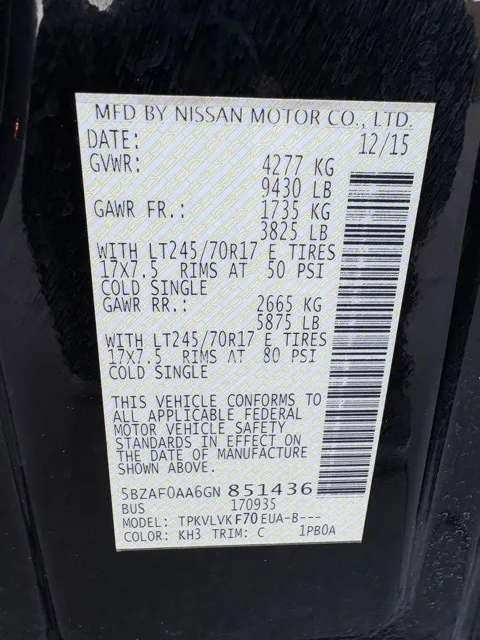 MFD BY NISSAN MOTOR CO., LTD.
DATE: 12/15
GVWR: 4277 KG
9430 LB
GAWR FR.: 1735 KG
3825 LB
WITH LT245/70R17 E TIRES
17X7.5 RIMS AT 50 PSI
COLD SINGLE
GAWR RR.: 2665 KG
5875 LB
WITH LT245/70R17 E TIRES
17X7.5 RIMS AT 80 PSI
COLD SINGLE
THIS VEHICLE CONFORMS TO
ALL APPLICABLE FEDERAL
MOTOR VEHICLE SAFETY
STANDARDS IN EFFECT ON
THE DATE OF MANUFACTURE
SHOWN ABOVE.
5BZAF0AA6GN 851436
BUS 170935
MODEL: TPKVLVKF70EUA-B---
COLOR: KH3 TRIM: C 1PB0A